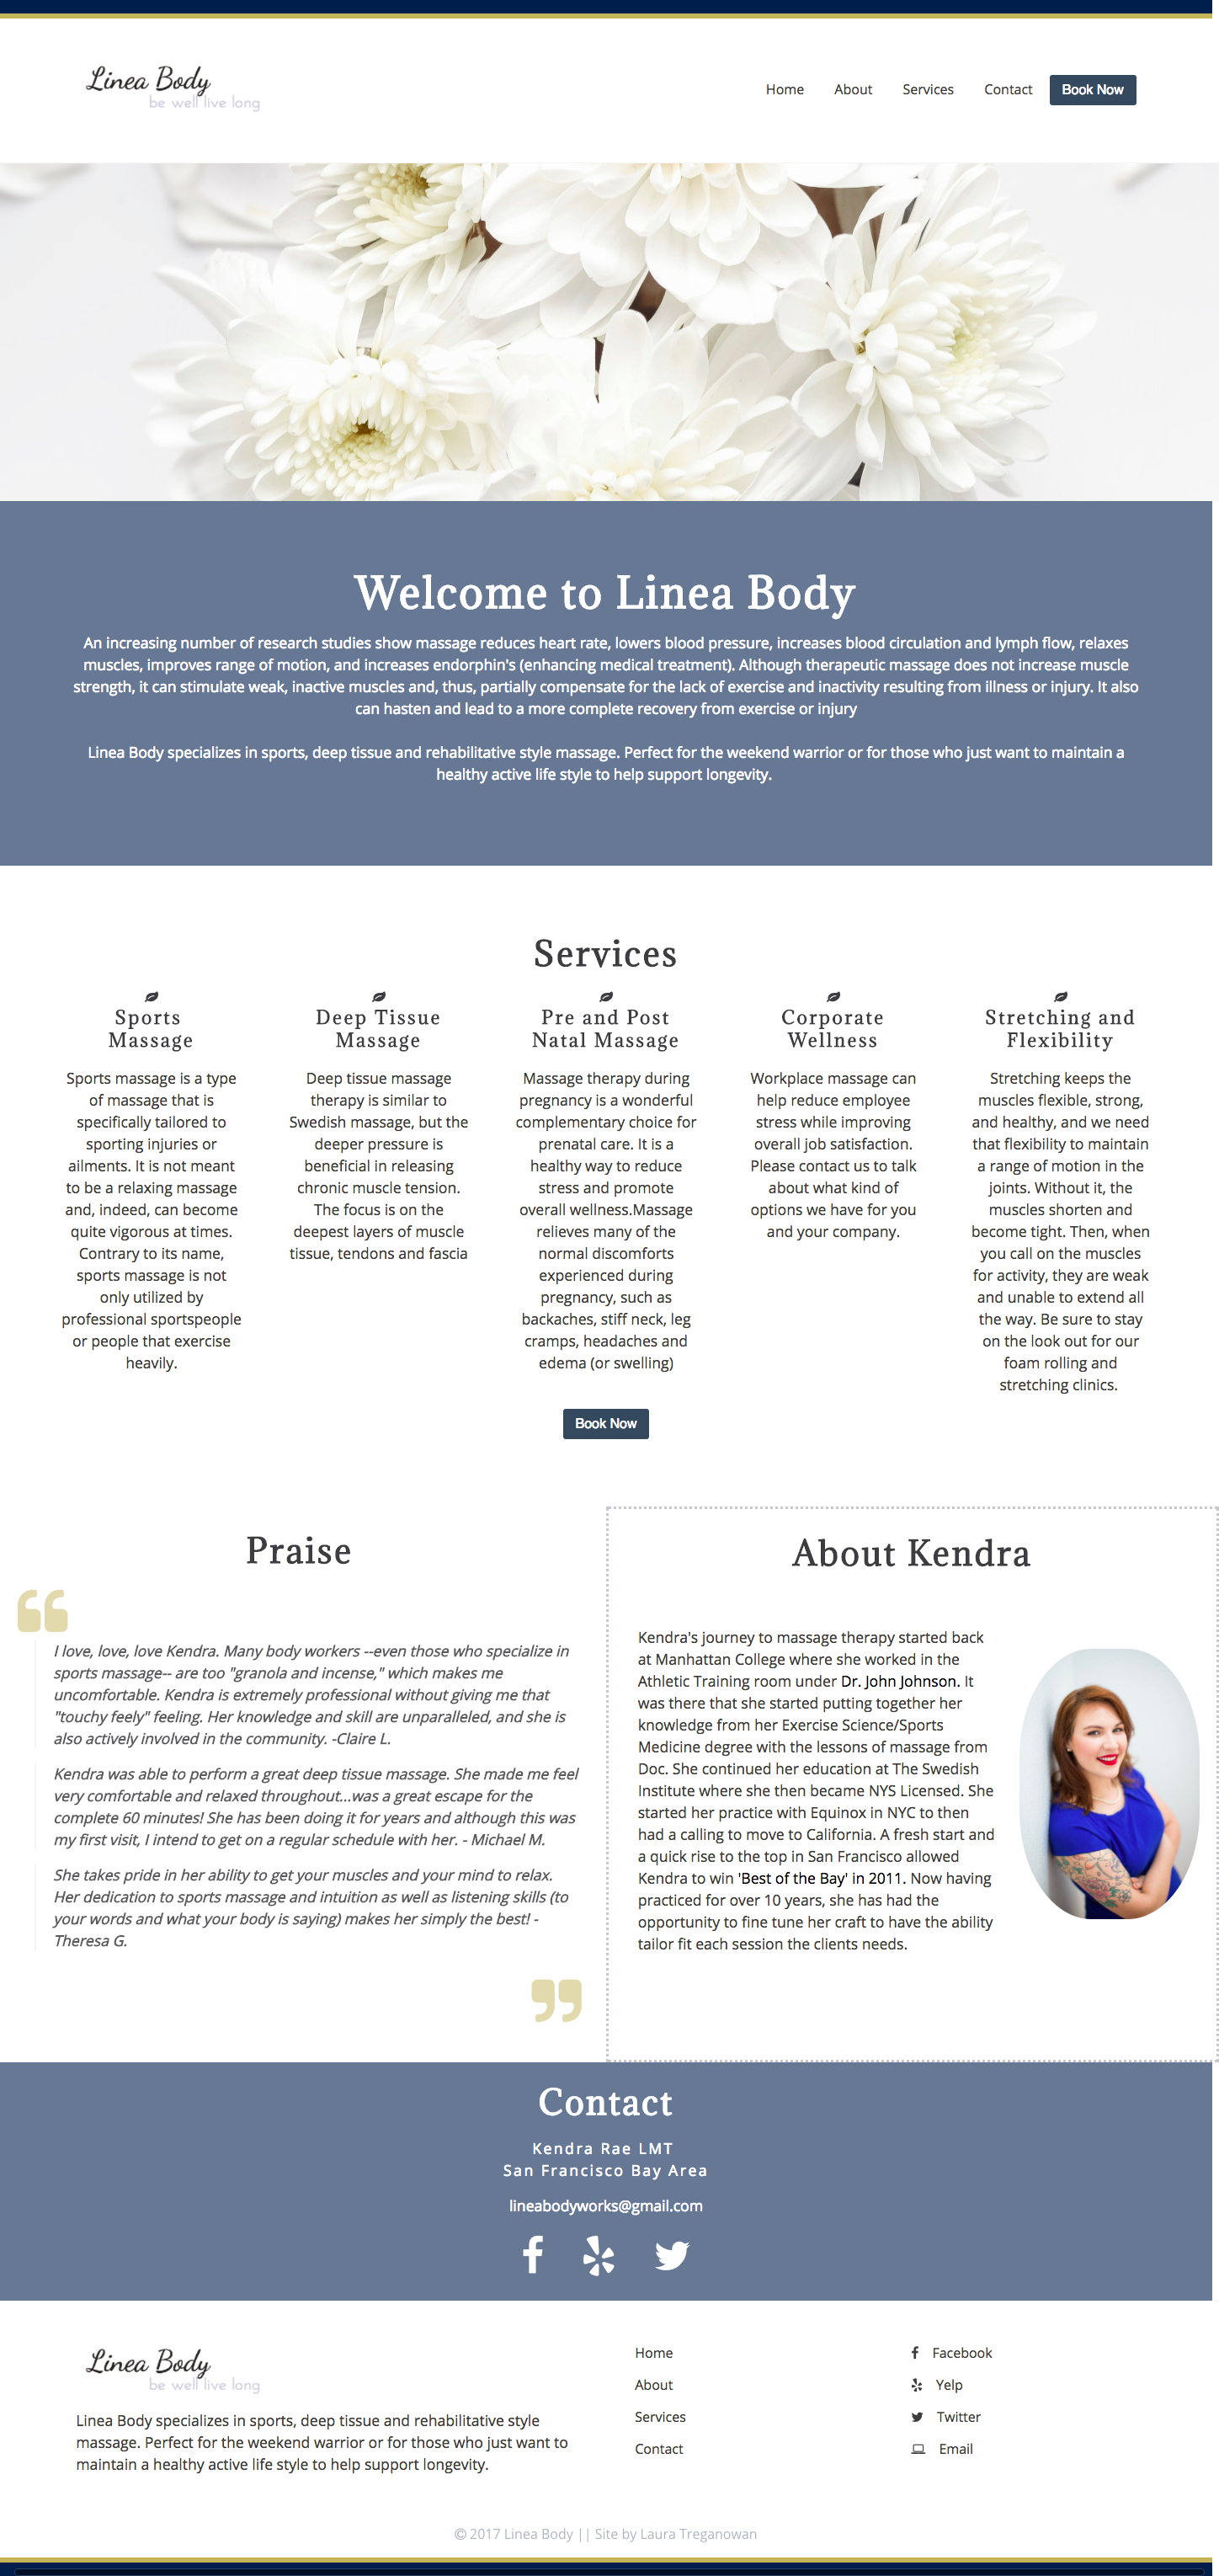 Linea Body
be well live long
Home About Services Contact Book Now
Welcome to Linea Body
An increasing number of research studies show massage reduces heart rate, lowers blood pressure, increases blood circulation and lymph flow, relaxes
muscles, improves range of motion, and increases endorphin's (enhancing medical treatment). Although therapeutic massage does not increase muscle
strength, it can stimulate weak, inactive muscles and, thus, partially compensate for the lack of exercise and inactivity resulting from illness or injury. It also
can hasten and lead to a more complete recovery from exercise or injury
Linea Body specializes in sports, deep tissue and rehabilitative style massage. Perfect for the weekend warrior or for those who just want to maintain a
healthy active life style to help support longevity.
Services
Sports
Massage
Sports massage is a type
of massage that is
specifically tailored to
sporting injuries or
ailments. It is not meant
to be a relaxing massage
and, indeed, can become
quite vigorous at times.
Contrary to its name,
sports massage is not
only utilized by
professional sportspeople
or people that exercise
heavily.
Deep Tissue
Massage
Deep tissue massage
therapy is similar to
Swedish massage, but the
deeper pressure is
beneficial in releasing
chronic muscle tension.
The focus is on the
deepest layers of muscle
tissue, tendons and fascia
Pre and Post
Natal Massage
Massage therapy during
pregnancy is a wonderful
complementary choice for
prenatal care. It is a
healthy way to reduce
stress and promote
overall wellness.Massage
relieves many of the
normal discomforts
experienced during
pregnancy, such as
backaches, stiff neck, leg
cramps, headaches and
edema (or swelling)
Corporate
Wellness
Workplace massage can
help reduce employee
stress while improving
overall job satisfaction.
Please contact us to talk
about what kind of
options we have for you
and your company.
Stretching and
Flexibility
Stretching keeps the
muscles flexible, strong,
and healthy, and we need
that flexibility to maintain
a range of motion in the
joints. Without it, the
muscles shorten and
become tight. Then, when
you call on the muscles
for activity, they are weak
and unable to extend all
the way. Be sure to stay
on the look out for our
foam rolling and
stretching clinics.
Book Now
Praise
I love, love, love Kendra. Many body workers --even those who specialize in
sports massage-- are too "granola and incense," which makes me
uncomfortable. Kendra is extremely professional without giving me that
"touchy feely" feeling. Her knowledge and skill are unparalleled, and she is
also actively involved in the community. -Claire L.
Kendra was able to perform a great deep tissue massage. She made me feel
very comfortable and relaxed throughout...was a great escape for the
complete 60 minutes! She has been doing it for years and although this was
my first visit, I intend to get on a regular schedule with her. - Michael M.
She takes pride in her ability to get your muscles and your mind to relax.
Her dedication to sports massage and intuition as well as listening skills (to
your words and what your body is saying) makes her simply the best! -
Theresa G.
About Kendra
Kendra's journey to massage therapy started back
at Manhattan College where she worked in the
Athletic Training room under Dr. John Johnson. It
was there that she started putting together her
knowledge from her Exercise Science/Sports
Medicine degree with the lessons of massage from
Doc. She continued her education at The Swedish
Institute where she then became NYS Licensed. She
started her practice with Equinox in NYC to then
had a calling to move to California. A fresh start and
a quick rise to the top in San Francisco allowed
Kendra to win 'Best of the Bay' in 2011. Now having
practiced for over 10 years, she has had the
opportunity to fine tune her craft to have the ability
tailor fit each session the clients needs.
Contact
Kendra Rae LMT
San Francisco Bay Area
lineabodyworks@gmail.com
Linea Body
be well live long
Linea Body specializes in sports, deep tissue and rehabilitative style
massage. Perfect for the weekend warrior or for those who just want to
maintain a healthy active life style to help support longevity.
Home
About
Services
Contact
Facebook
Yelp
Twitter
Email
© 2017 Linea Body || Site by Laura Treganowan